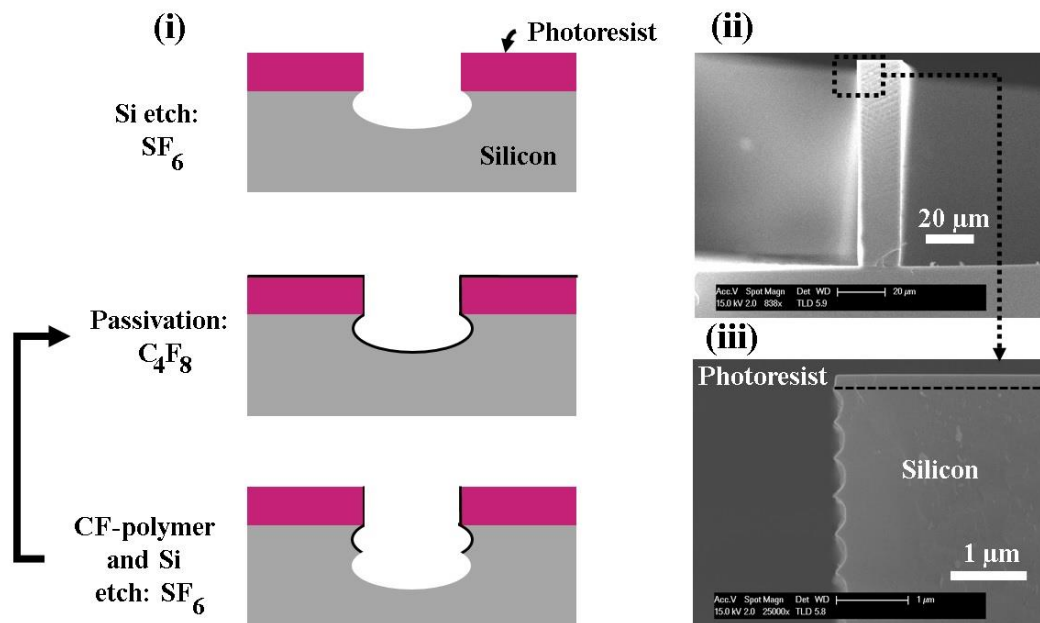 (i)
Photoresist
Si etch:
SF6
Silicon
Passivation:
C4F8
CF-polymer
and Si
etch: SF6
(ii)
20 µm
Acc.V Spot Magn Det WD 20 µm
15.0 kV 2.0 838x TLD 5.9
(iii)
Photoresist
Silicon
1 µm
Acc.V Spot Magn Det WD 1 µm
15.0 kV 2.0 25000x TLD 5.8